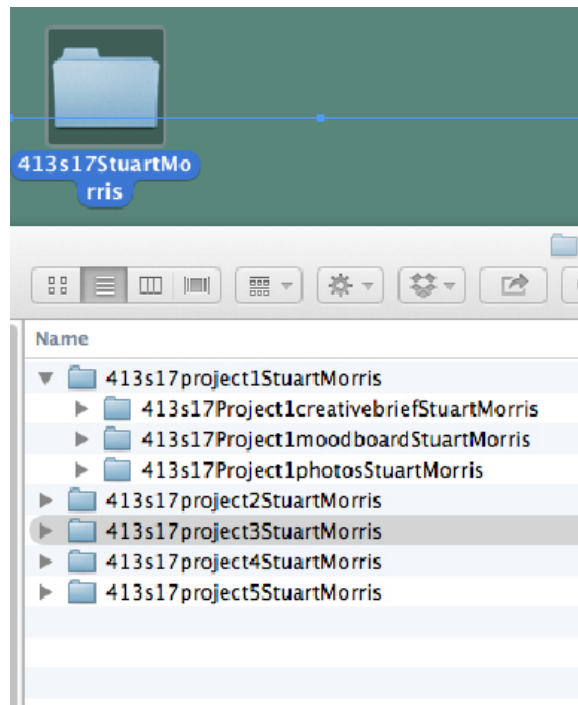 413s17StuartMo
rris
Name
413s17project1StuartMorris
413s17Project1creativebriefStuartMorris
413s17Project1moodboardStuartMorris
413s17Project1photosStuartMorris
413s17project2StuartMorris
413s17project3StuartMorris
413s17project4StuartMorris
413s17project5StuartMorris